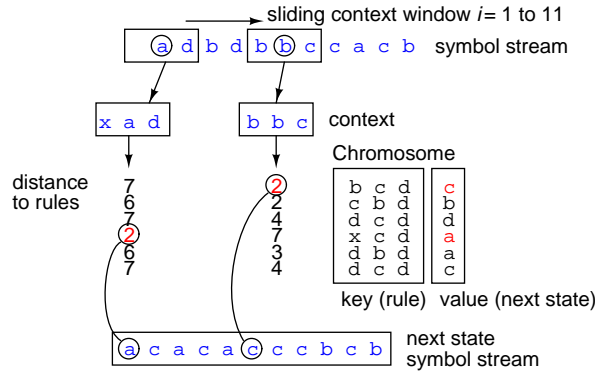 sliding context window i= 1 to 11
a d b d b b c c a c b symbol stream
x a d
b b c
context
Chromosome
distance
to rules
7
6
7
2
6
7
2
2
4
7
3
4
b c d c
c b d b
d c d d
x c d a
d b d a
d c d c
key (rule) value (next state)
next state
a c a c a c c c b c b symbol stream